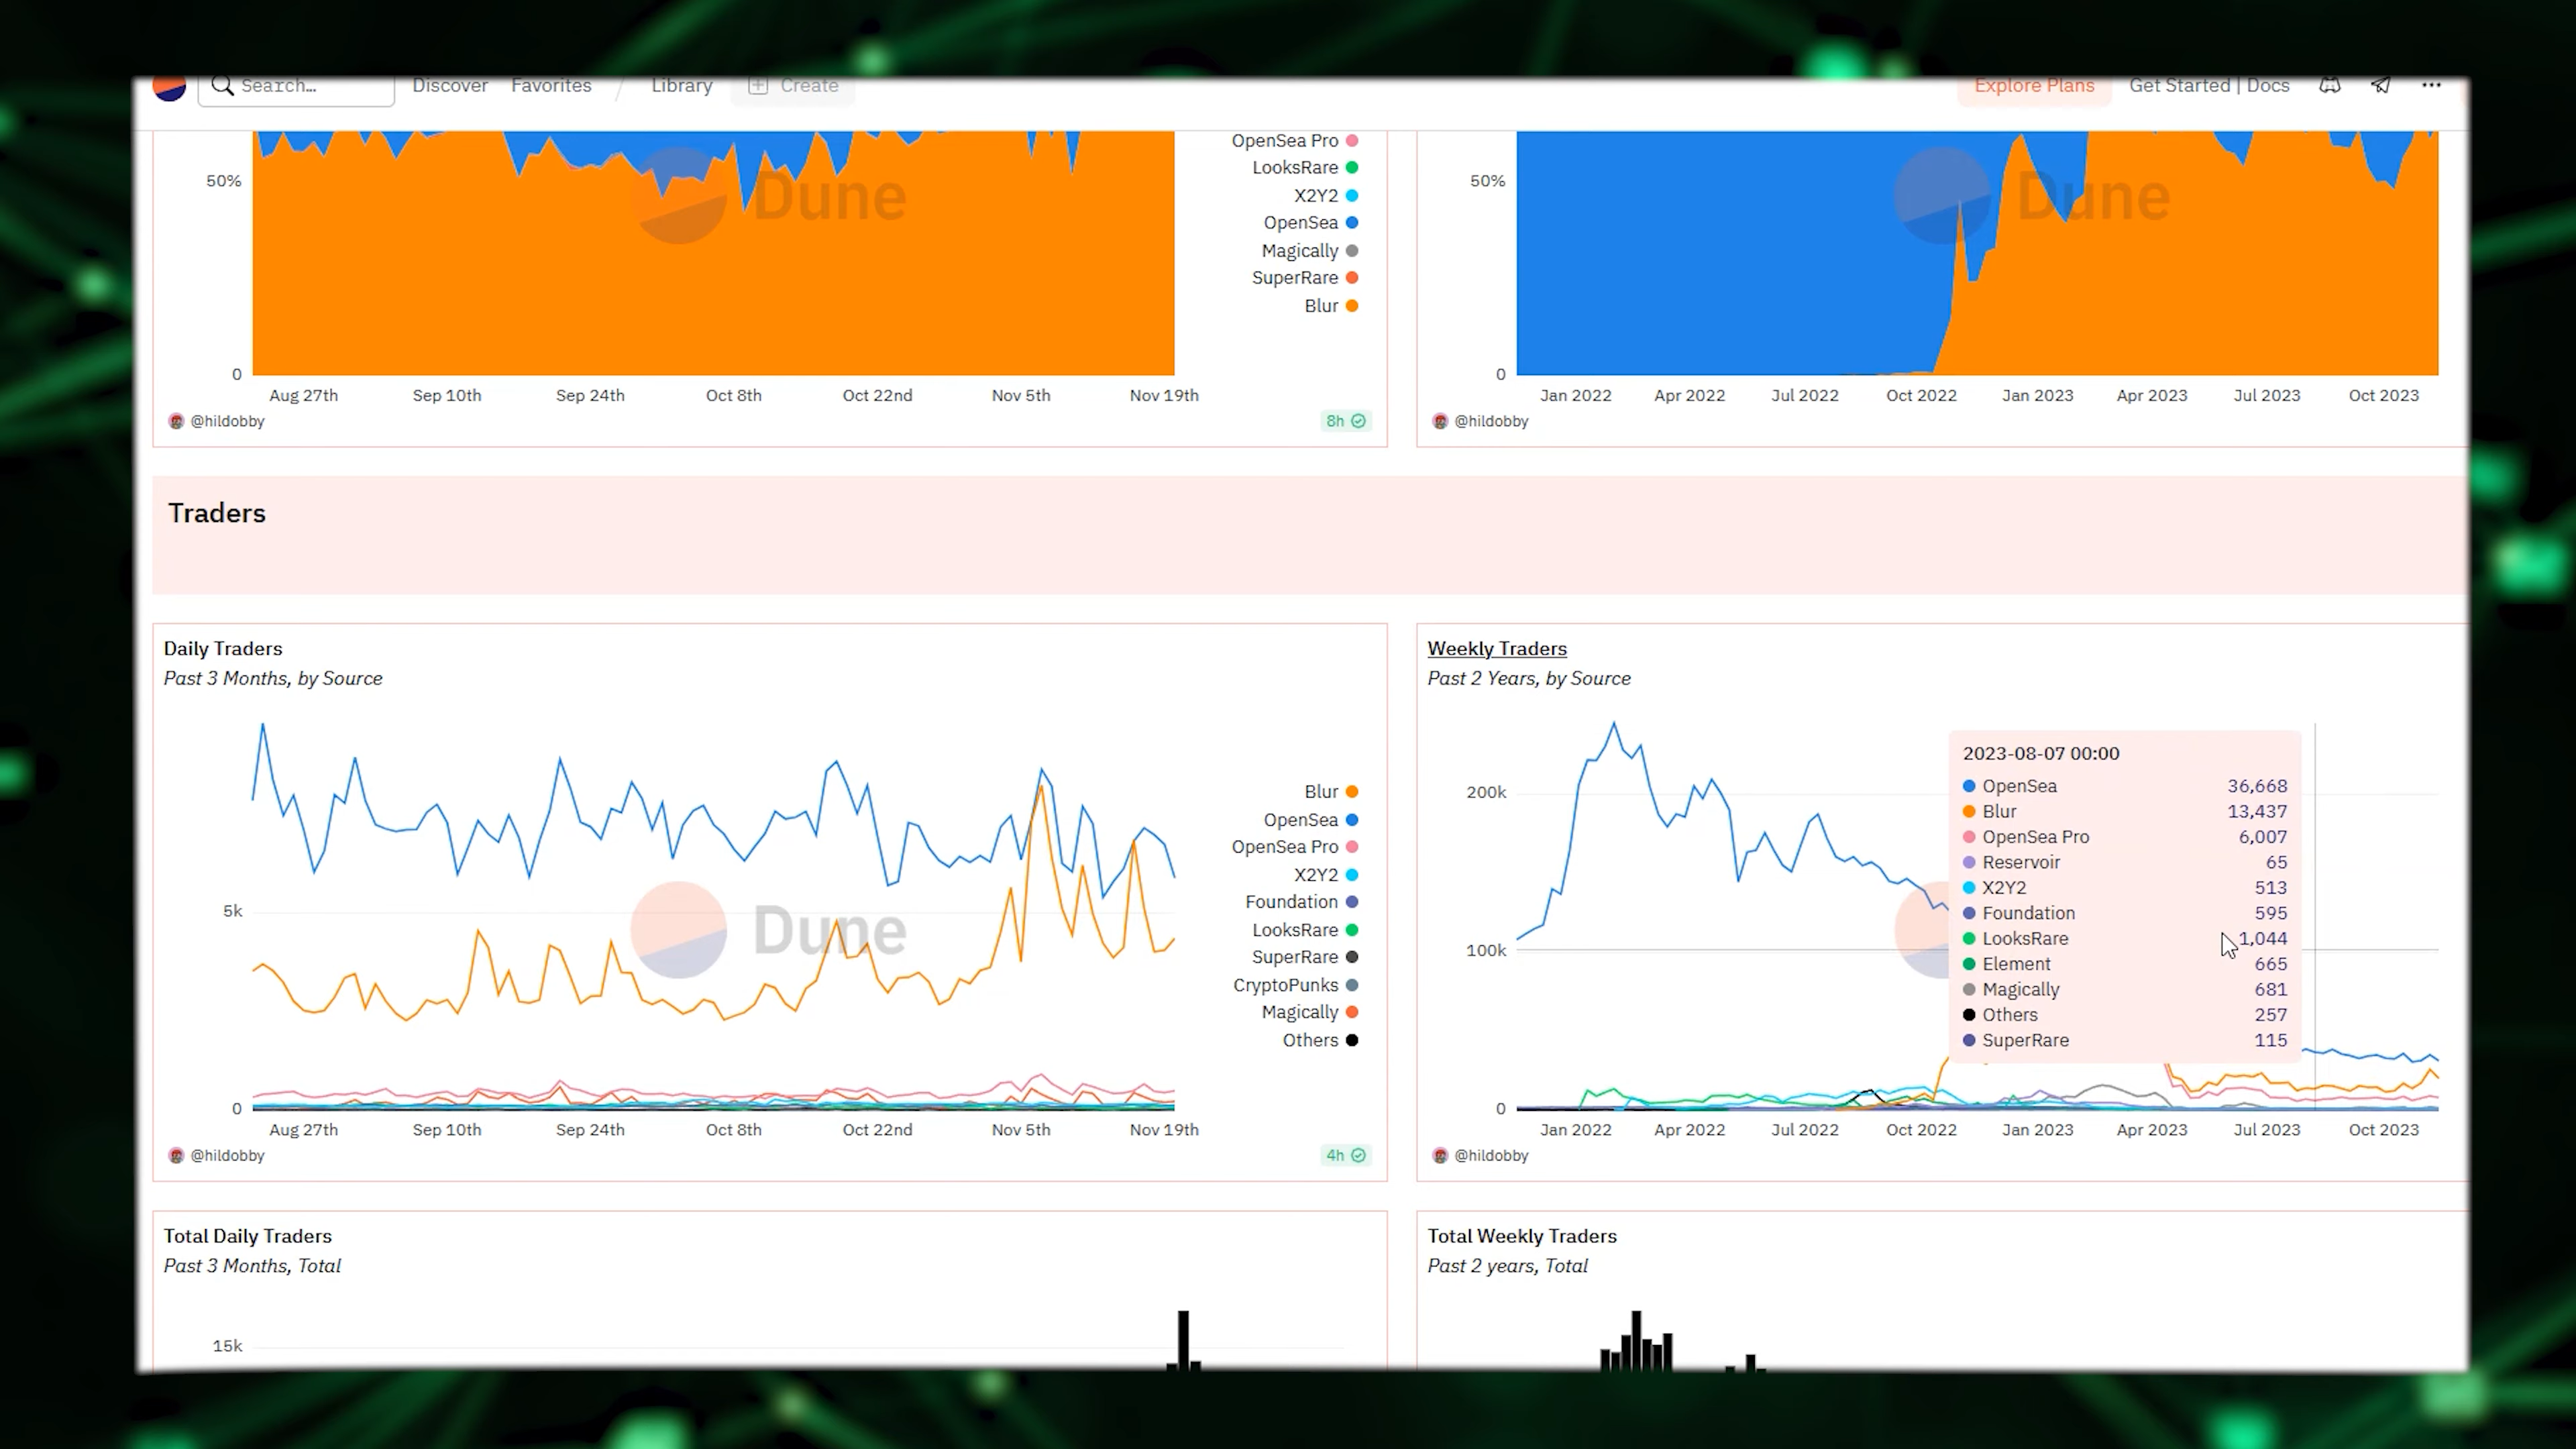 Search...
Discover
Favorites
Library
Create
Explore Plans
Get Started | Docs
50%
0
Aug 27th
Sep 10th
Sep 24th
Oct 8th
Oct 22nd
Nov 5th
Nov 19th
OpenSea Pro
LooksRare
X2Y2
OpenSea
Magically
SuperRare
Blur
Dune
@hildobby
8h
50%
0
Jan 2022
Apr 2022
Jul 2022
Oct 2022
Jan 2023
Apr 2023
Jul 2023
Oct 2023
Dune
@hildobby
Traders
Daily Traders
Past 3 Months, by Source
5k
0
Aug 27th
Sep 10th
Sep 24th
Oct 8th
Oct 22nd
Nov 5th
Nov 19th
Dune
Blur
OpenSea
OpenSea Pro
X2Y2
Foundation
LooksRare
SuperRare
CryptoPunks
Magically
Others
@hildobby
4h
Weekly Traders
Past 2 Years, by Source
200k
100k
0
Jan 2022
Apr 2022
Jul 2022
Oct 2022
Jan 2023
Apr 2023
Jul 2023
Oct 2023
2023-08-07 00:00
OpenSea 36,668
Blur 13,437
OpenSea Pro 6,007
Reservoir 65
X2Y2 513
Foundation 595
LooksRare 1,044
Element 665
Magically 681
Others 257
SuperRare 115
@hildobby
Total Daily Traders
Past 3 Months, Total
15k
Total Weekly Traders
Past 2 years, Total